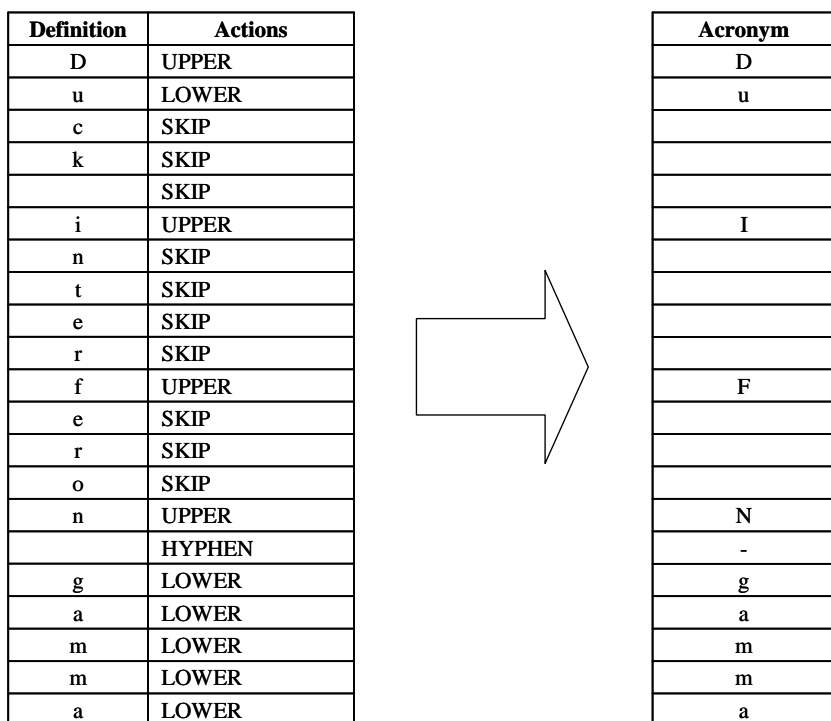 Definition Actions Acronym
D UPPER D
u LOWER u
c SKIP
k SKIP
SKIP
i UPPER I
n SKIP
t SKIP
e SKIP
r SKIP
f UPPER F
e SKIP
r SKIP
o SKIP
n UPPER N
HYPHEN -
g LOWER g
a LOWER a
m LOWER m
m LOWER m
a LOWER a